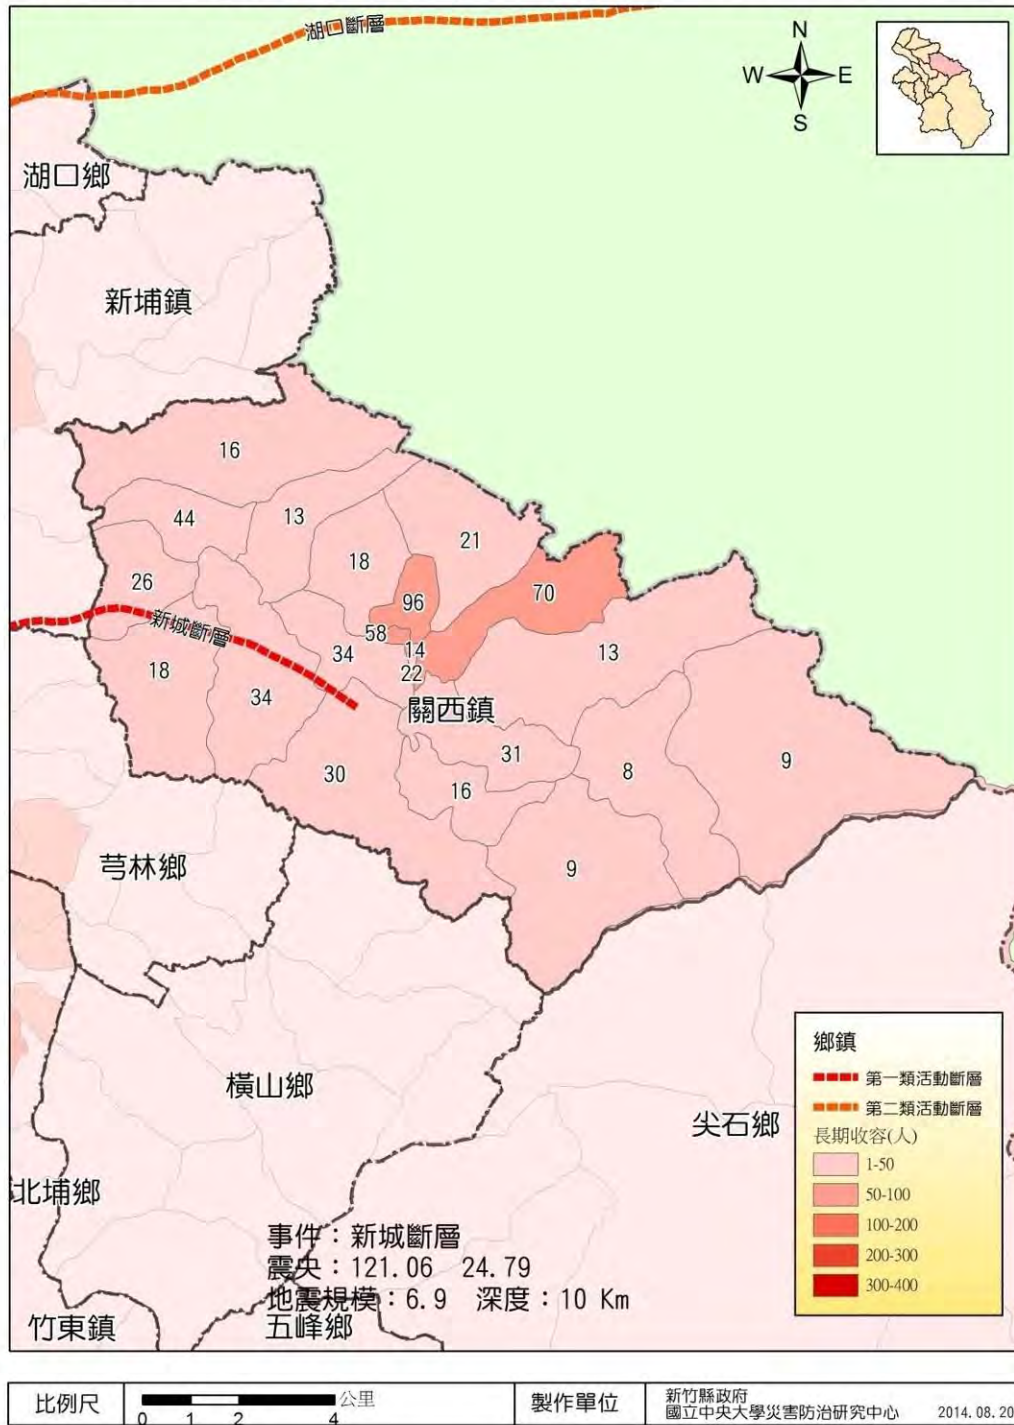 湖口斷層
N
W E
S
湖口鄉
新埔鎮
16
44
13
21
18
26
70
96
新城斷層
58
34
14
13
18
22
34
關西鎮
31
9
30
8
16
9
芎林鄉
橫山鄉
尖石鄉
北埔鄉
竹東鎮
五峰鄉
事件：新城斷層
震央：121.06 24.79
地震規模：6.9 深度：10 Km
鄉鎮
第一類活動斷層
第二類活動斷層
長期收容(人)
1-50
50-100
100-200
200-300
300-400
比例尺
公里
0 1 2 4
製作單位
新竹縣政府
國立中央大學災害防治研究中心 2014.08.20